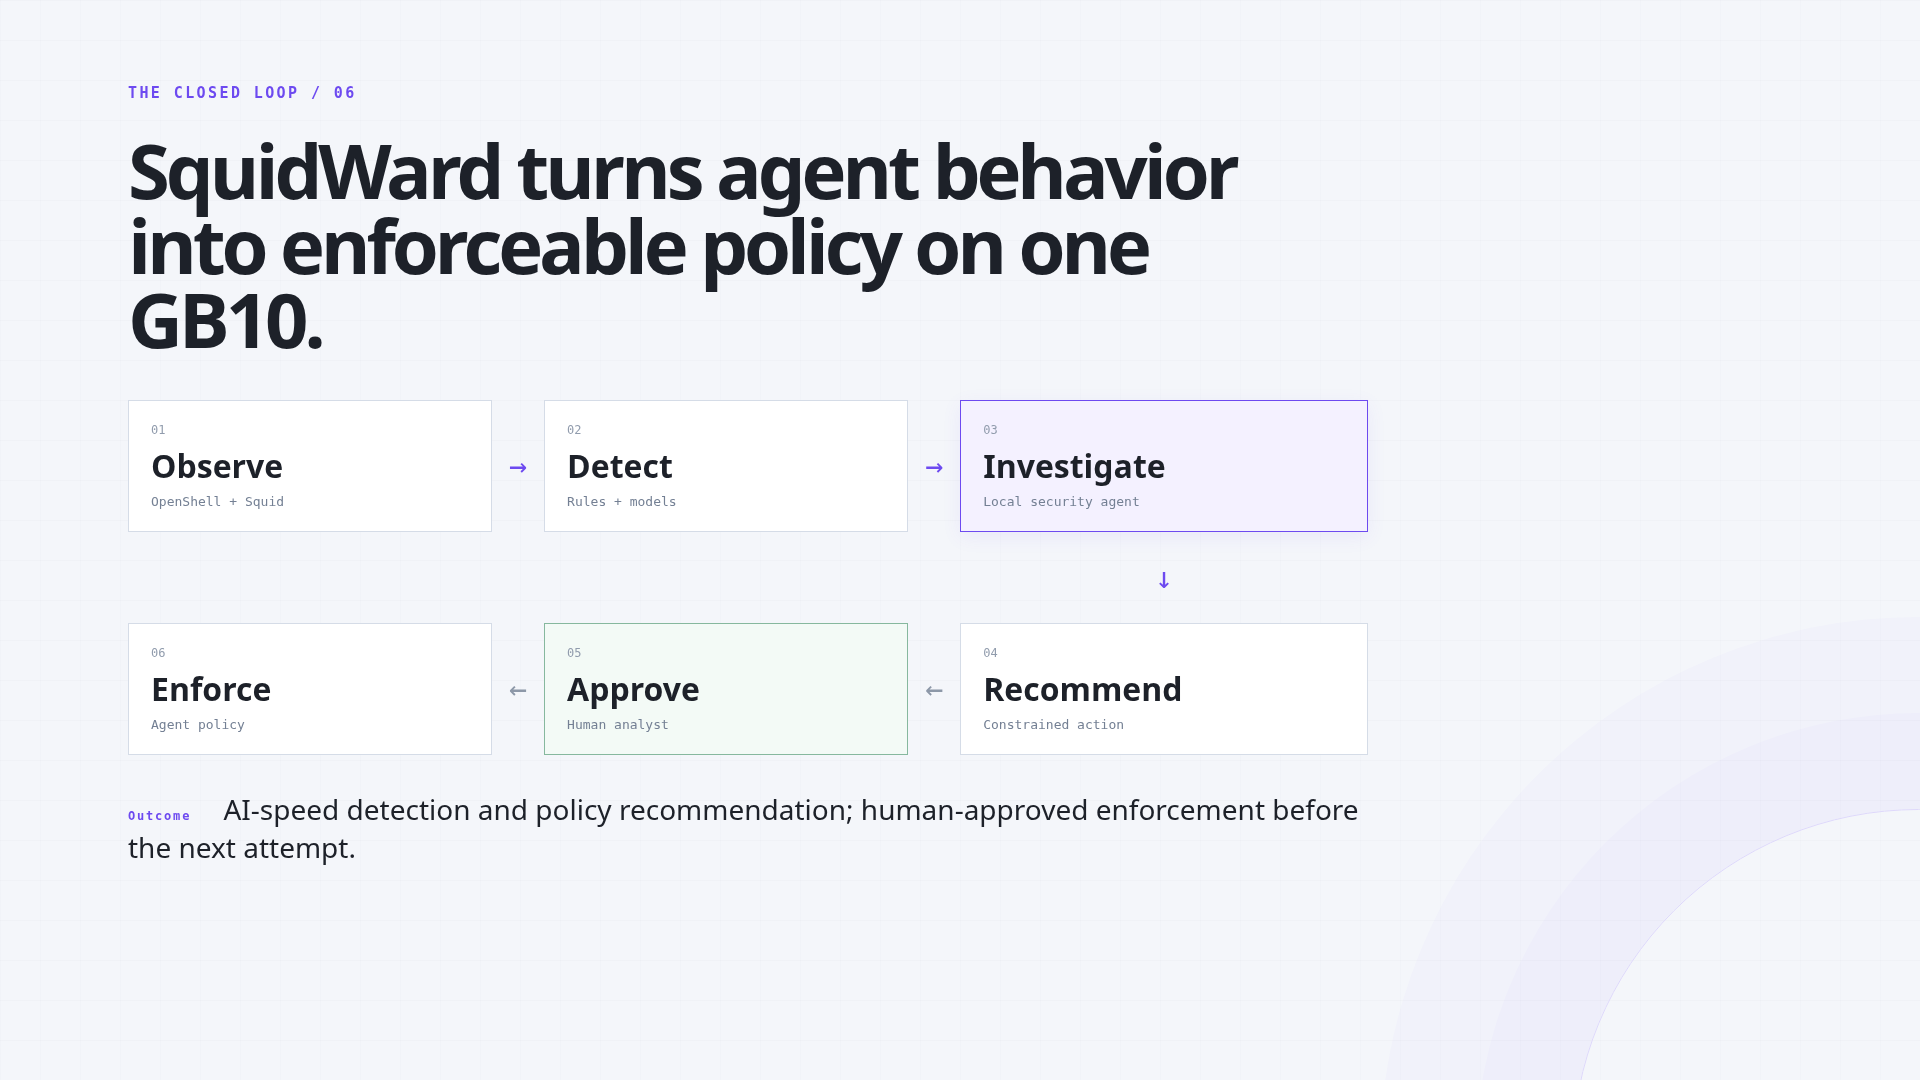 THE CLOSED LOOP / 06
SquidWard turns agent behavior
into enforceable policy on one
GB10.
01
Observe
OpenShell + Squid
→
02
Detect
Rules + models
→
03
Investigate
Local security agent
↓
06
Enforce
Agent policy
←
05
Approve
Human analyst
←
04
Recommend
Constrained action
Outcome AI-speed detection and policy recommendation; human-approved enforcement before
the next attempt.